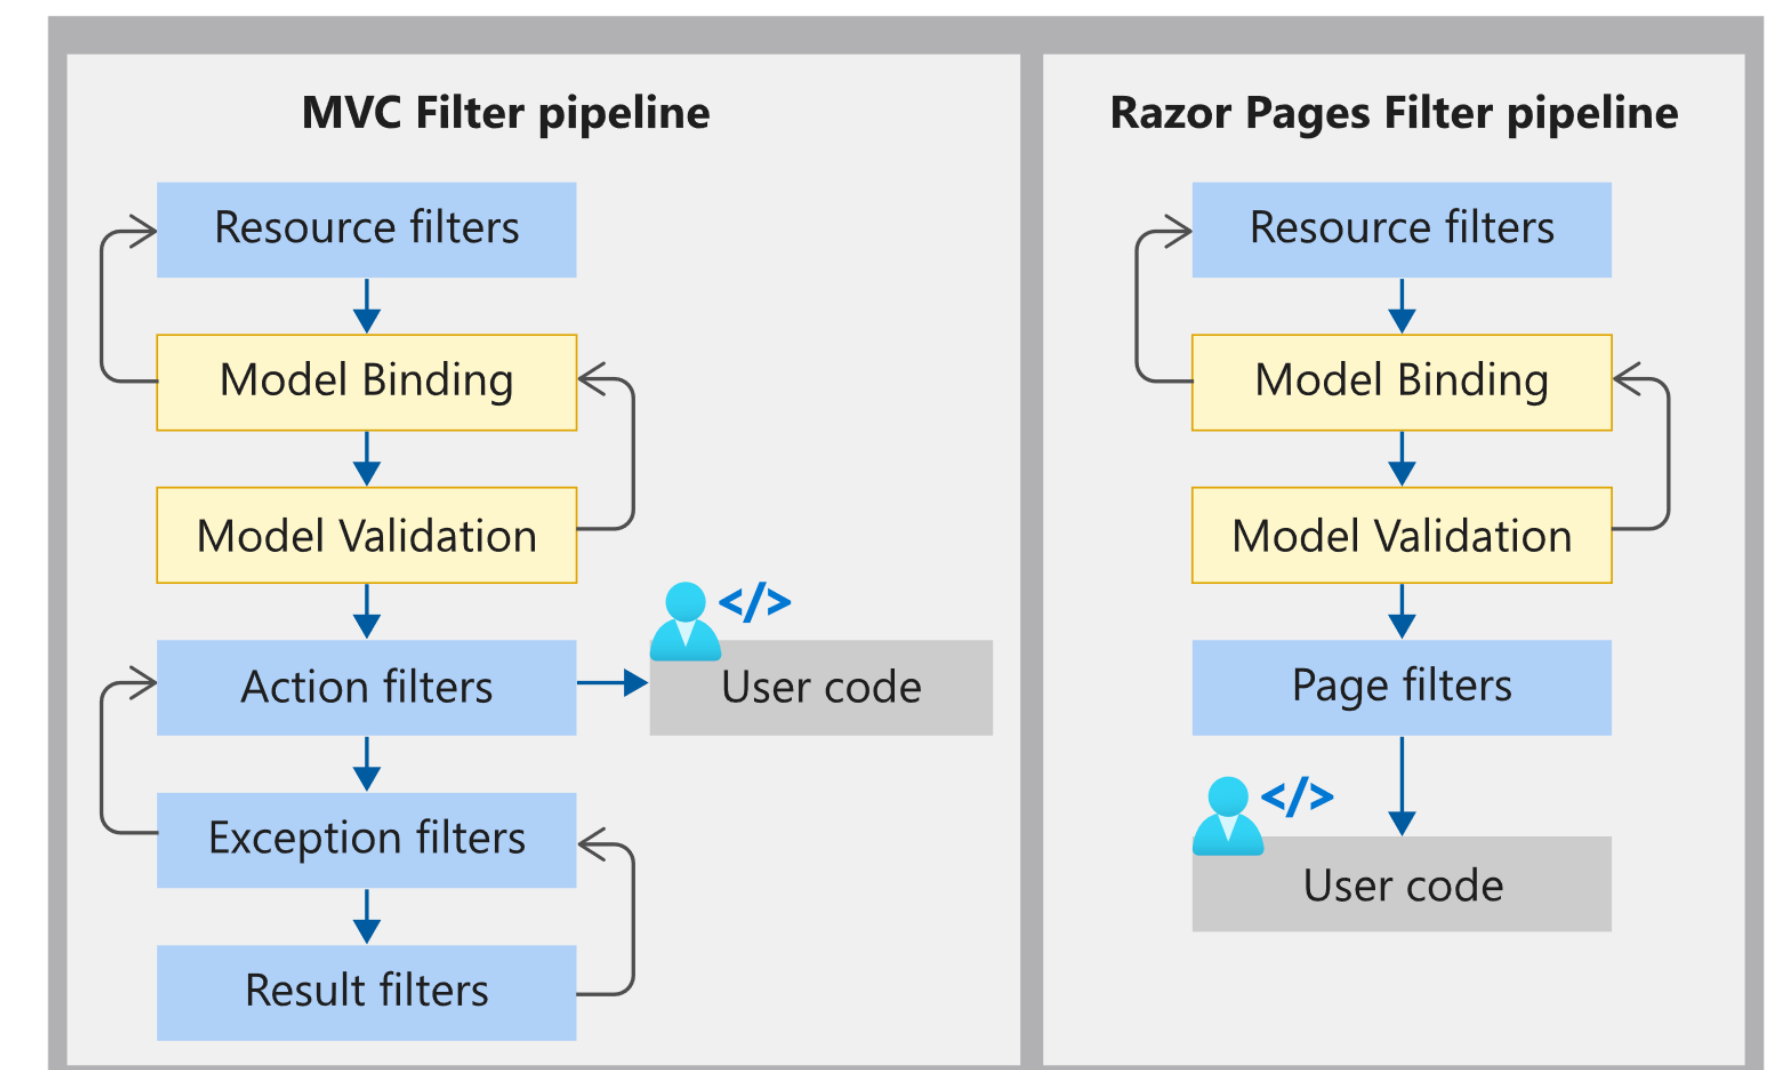 MVC Filter pipeline
Resource filters
Model Binding
Model Validation
</>
Action filters
User code
Exception filters
Result filters
Razor Pages Filter pipeline
Resource filters
Model Binding
Model Validation
Page filters
</>
User code